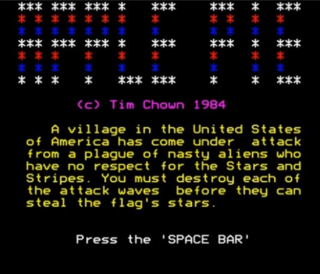 (c) Tim Chown 1984
A village in the United States
of America has come under attack
from a plague of nasty aliens who
have no respect for the Stars and
Stripes. You must destroy each of
the attack waves before they can
steal the flag's stars.
Press the 'SPACE BAR'